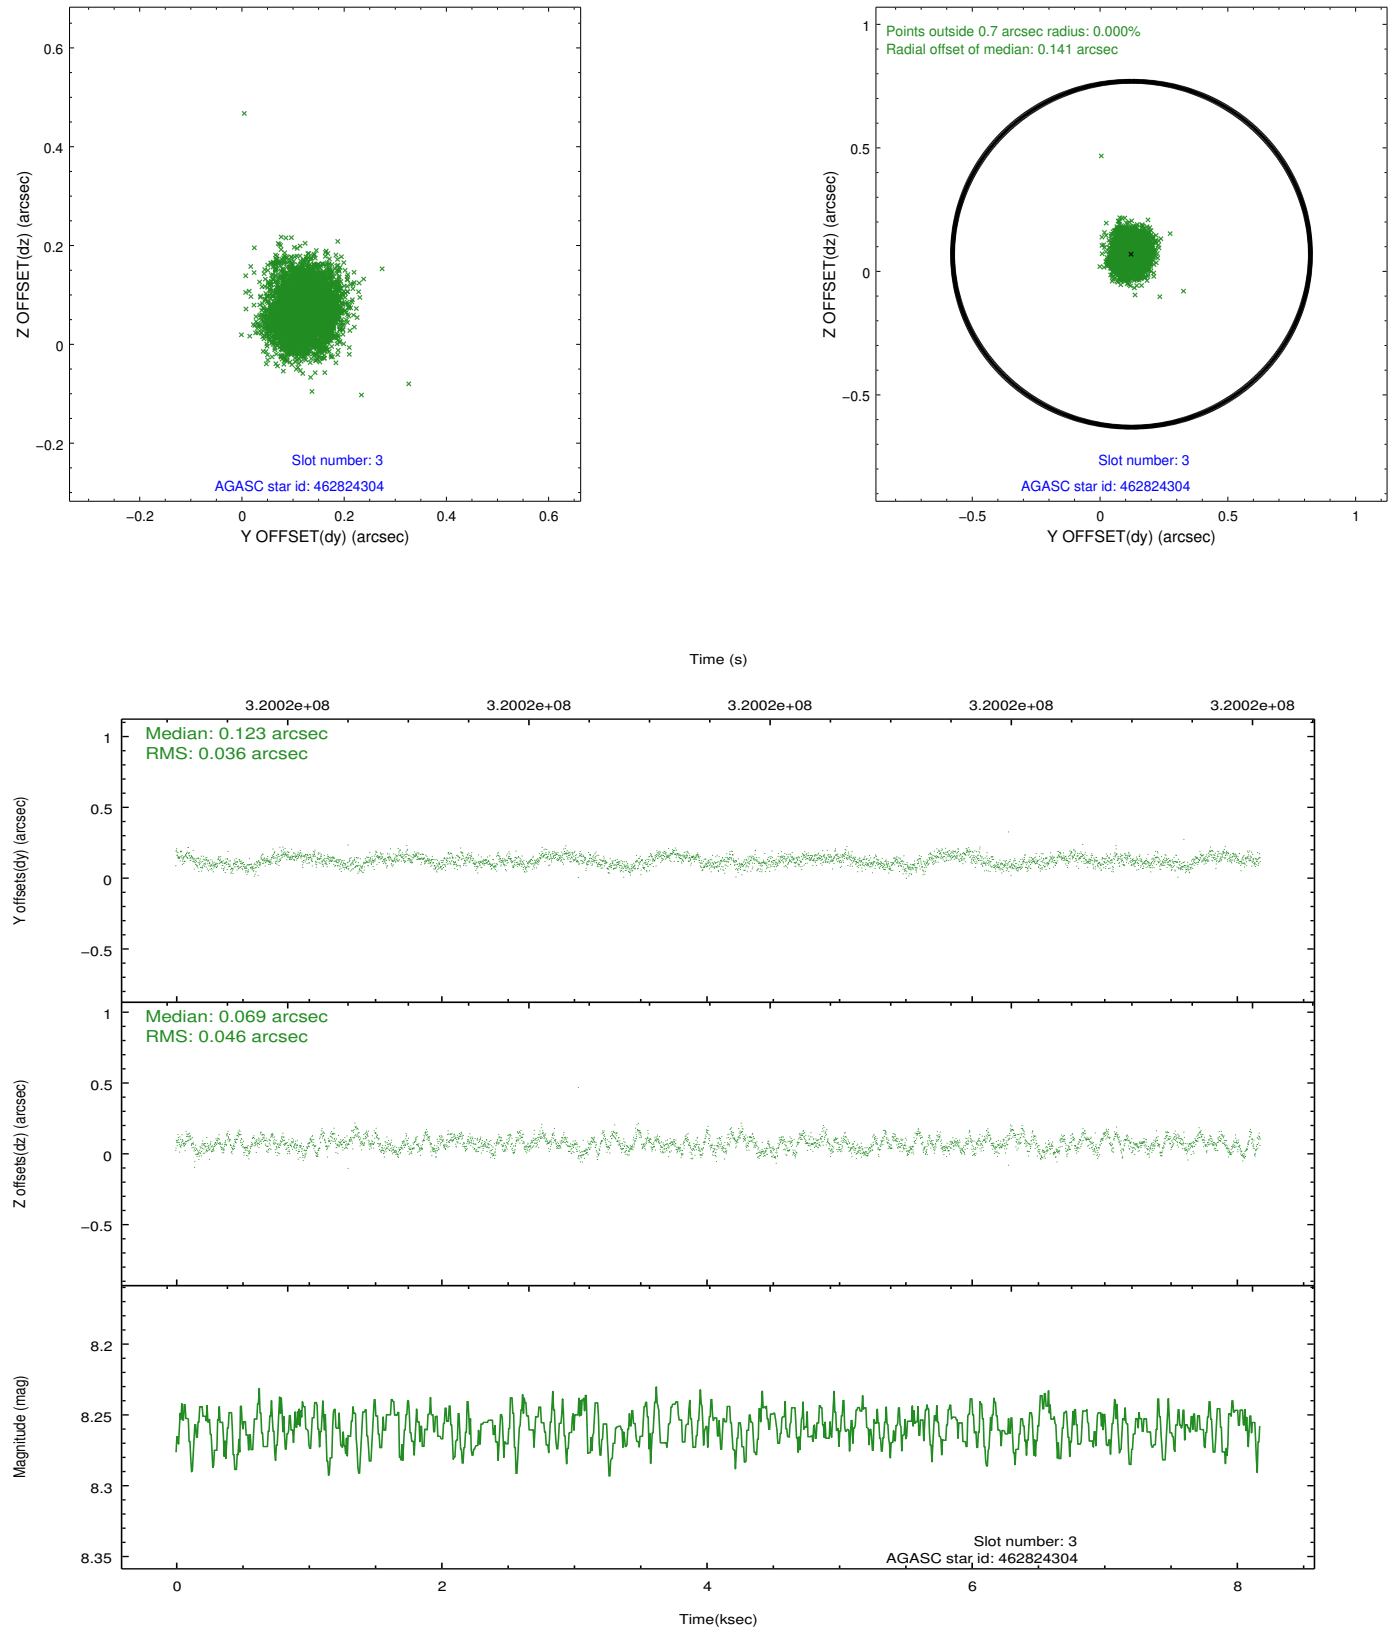 0.6
0.4
0.2
0
−0.2
Z OFFSET(dz) (arcsec)
Slot number: 3
AGASC star id: 462824304
−0.2 0 0.2 0.4 0.6
Y OFFSET(dy) (arcsec)
Points outside 0.7 arcsec radius: 0.000%
Radial offset of median: 0.141 arcsec
1
0.5
0
−0.5
Z OFFSET(dz) (arcsec)
Slot number: 3
AGASC star id: 462824304
−0.5 0 0.5 1
Y OFFSET(dy) (arcsec)
Time (s)
3.2002e+08 3.2002e+08 3.2002e+08 3.2002e+08 3.2002e+08
Median: 0.123 arcsec
RMS: 0.036 arcsec
1
0.5
0
−0.5
Y offsets(dy) (arcsec)
Median: 0.069 arcsec
RMS: 0.046 arcsec
1
0.5
0
−0.5
Z offsets(dz) (arcsec)
8.2
8.25
8.3
8.35
Magnitude (mag)
Slot number: 3
AGASC star id: 462824304
0 2 4 6 8
Time(ksec)